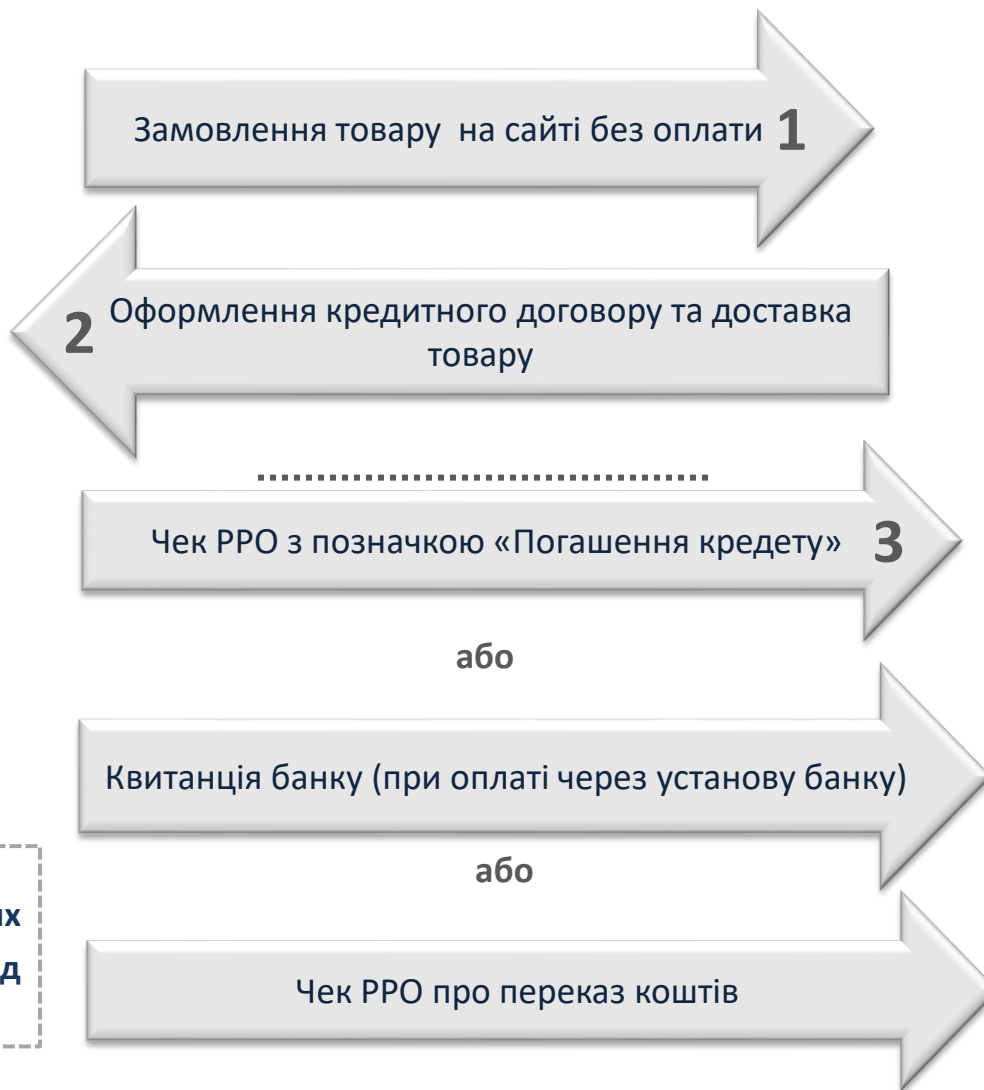 Замовлення товару на сайті без оплати 1
2 Оформлення кредитного договору та доставка
товару
Чек РРО з позначкою «Погашення кредету» 3
або
Квитанція банку (при оплаті через установу банку)
або
Чек РРО про переказ коштів